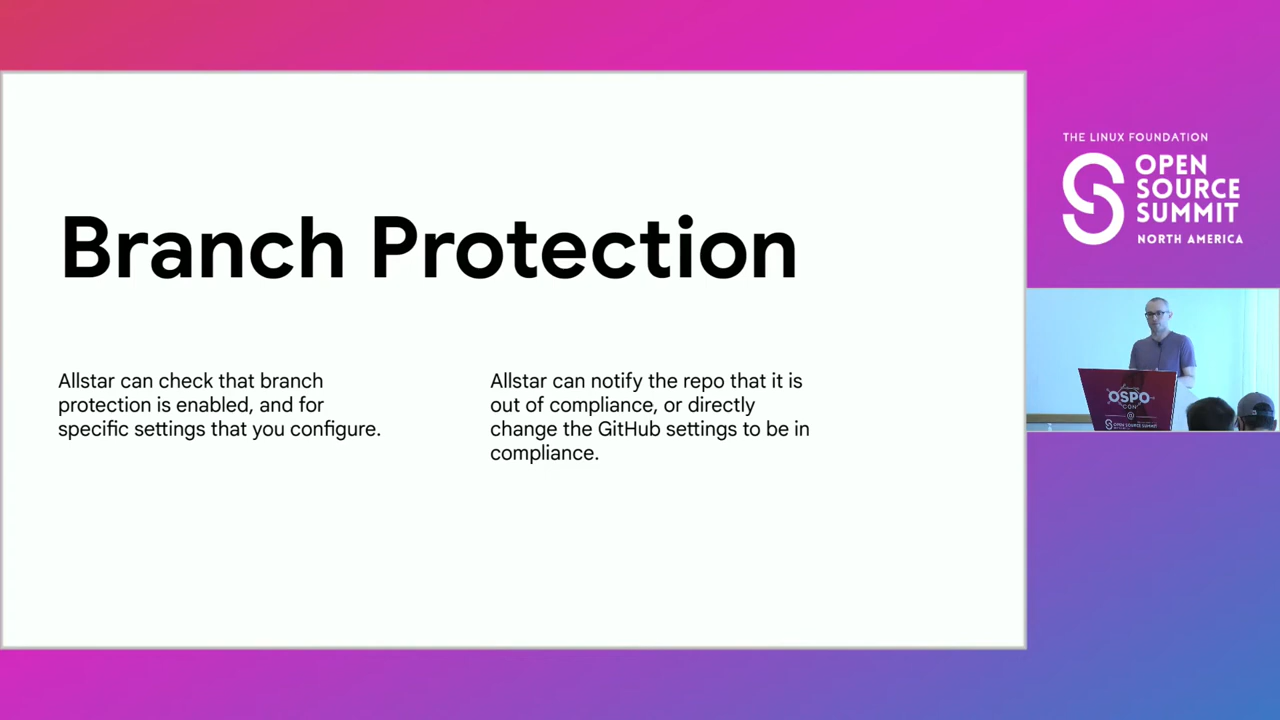 Branch Protection
Allstar can check that branch
protection is enabled, and for
specific settings that you configure.
Allstar can notify the repo that it is
out of compliance, or directly
change the GitHub settings to be in
compliance.
THE LINUX FOUNDATION
OPEN
SOURCE
SUMMIT
NORTH AMERICA
OSPO
CON